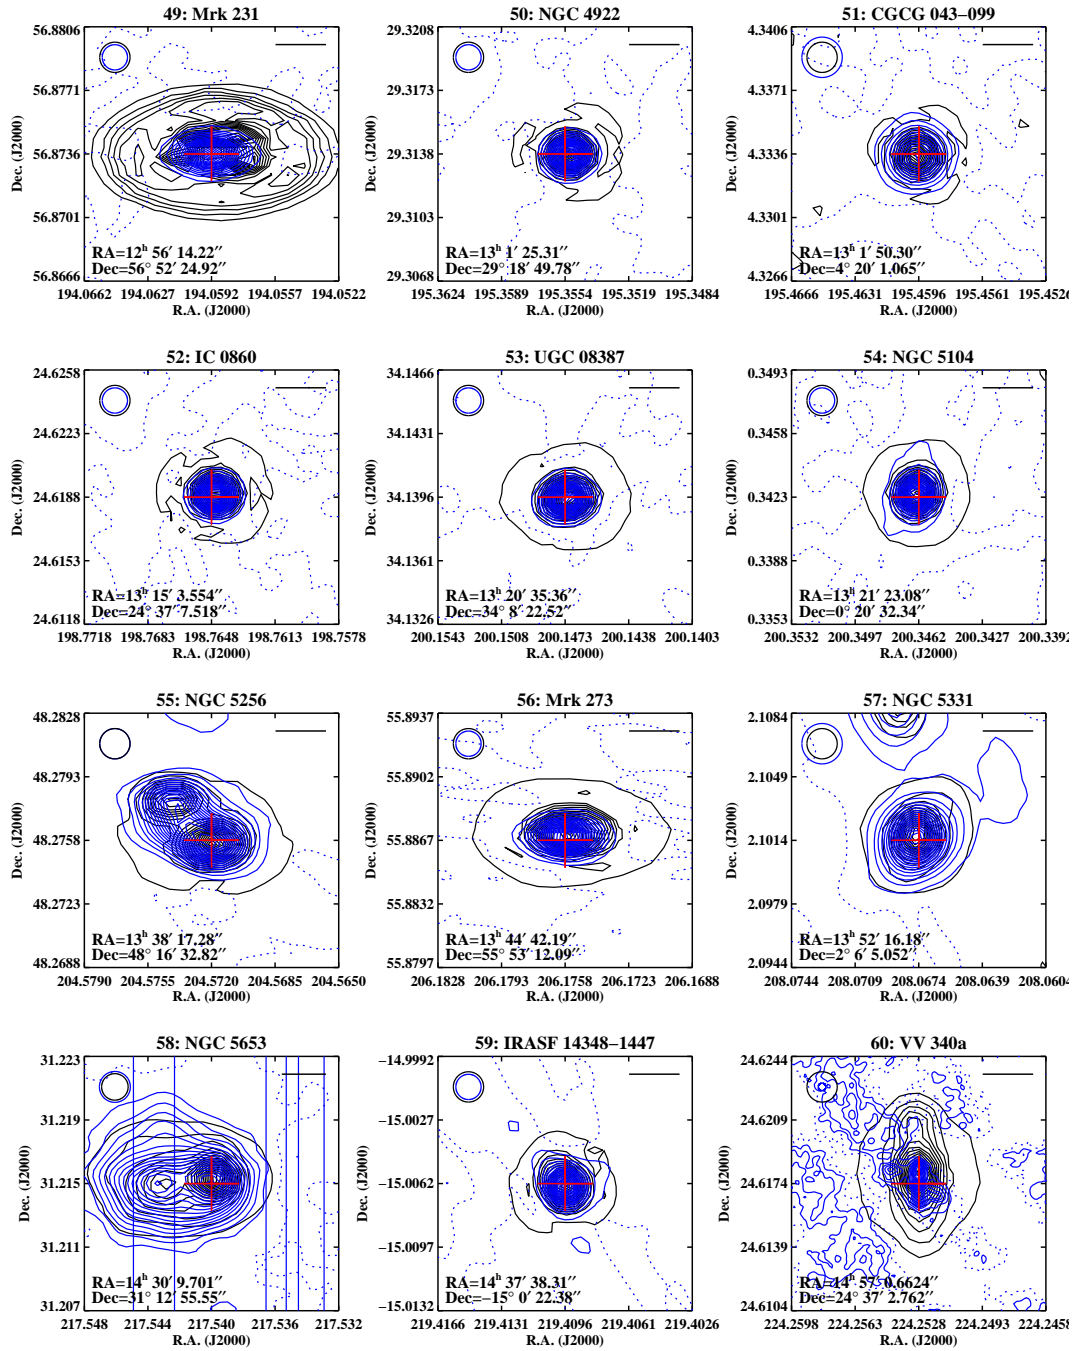 49: Mrk 231
56.8806
56.8771
56.8736
56.8701
56.8666
Dec. (J2000)
RA=12h 56′ 14.22″
Dec=56° 52′ 24.92″
194.0662 194.0627 194.0592 194.0557 194.0522
R.A. (J2000)
50: NGC 4922
29.3208
29.3173
29.3138
29.3103
29.3068
Dec. (J2000)
RA=13h 1′ 25.31″
Dec=29° 18′ 49.78″
195.3624 195.3589 195.3554 195.3519 195.3484
R.A. (J2000)
51: CGCG 043−099
4.3406
4.3371
4.3336
4.3301
4.3266
Dec. (J2000)
RA=13h 1′ 50.30″
Dec=4° 20′ 1.065″
195.4666 195.4631 195.4596 195.4561 195.4526
R.A. (J2000)
52: IC 0860
24.6258
24.6223
24.6188
24.6153
24.6118
Dec. (J2000)
RA=13h 15′ 3.554″
Dec=24° 37′ 7.518″
198.7718 198.7683 198.7648 198.7613 198.7578
R.A. (J2000)
53: UGC 08387
34.1466
34.1431
34.1396
34.1361
34.1326
Dec. (J2000)
RA=13h 20′ 35.36″
Dec=34° 8′ 22.52″
200.1543 200.1508 200.1473 200.1438 200.1403
R.A. (J2000)
54: NGC 5104
0.3493
0.3458
0.3423
0.3388
0.3353
Dec. (J2000)
RA=13h 21′ 23.08″
Dec=0° 20′ 32.34″
200.3532 200.3497 200.3462 200.3427 200.3392
R.A. (J2000)
55: NGC 5256
48.2828
48.2793
48.2758
48.2723
48.2688
Dec. (J2000)
RA=13h 38′ 17.28″
Dec=48° 16′ 32.82″
204.5790 204.5755 204.5720 204.5685 204.5650
R.A. (J2000)
56: Mrk 273
55.8937
55.8902
55.8867
55.8832
55.8797
Dec. (J2000)
RA=13h 44′ 42.19″
Dec=55° 53′ 12.09″
206.1828 206.1793 206.1758 206.1723 206.1688
R.A. (J2000)
57: NGC 5331
2.1084
2.1049
2.1014
2.0979
2.0944
Dec. (J2000)
RA=13h 52′ 16.18″
Dec=2° 6′ 5.052″
208.0744 208.0709 208.0674 208.0639 208.0604
R.A. (J2000)
58: NGC 5653
31.223
31.219
31.215
31.211
31.207
Dec. (J2000)
RA=14h 30′ 9.701″
Dec=31° 12′ 55.55″
217.548 217.544 217.540 217.536 217.532
R.A. (J2000)
59: IRASF 14348−1447
−14.9992
−15.0027
−15.0062
−15.0097
−15.0132
Dec. (J2000)
RA=14h 37′ 38.31″
Dec=−15° 0′ 22.38″
219.4166 219.4131 219.4096 219.4061 219.4026
R.A. (J2000)
60: VV 340a
24.6244
24.6209
24.6174
24.6139
24.6104
Dec. (J2000)
RA=14h 57′ 0.6624″
Dec=24° 37′ 2.762″
224.2598 224.2563 224.2528 224.2493 224.2458
R.A. (J2000)